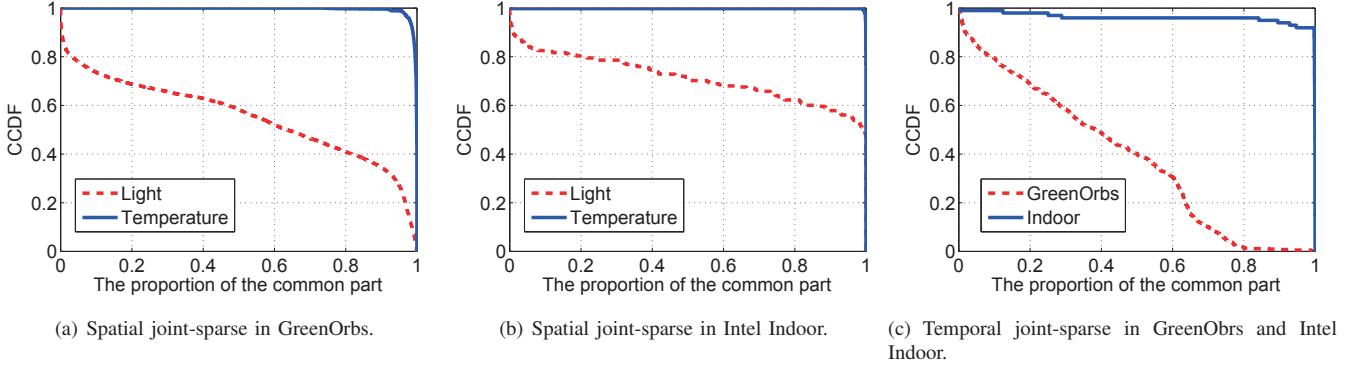 1
0.8
0.6
0.4
0.2
0
CCDF
Light
Temperature
0 0.2 0.4 0.6 0.8 1
The proportion of the common part
(a) Spatial joint-sparse in GreenOrbs.
1
0.8
0.6
0.4
0.2
0
CCDF
Light
Temperature
0 0.2 0.4 0.6 0.8 1
The proportion of the common part
(b) Spatial joint-sparse in Intel Indoor.
1
0.8
0.6
0.4
0.2
0
CCDF
GreenOrbs
Indoor
0 0.2 0.4 0.6 0.8 1
The proportion of the common part
(c) Temporal joint-sparse in GreenObrs and Intel
Indoor.